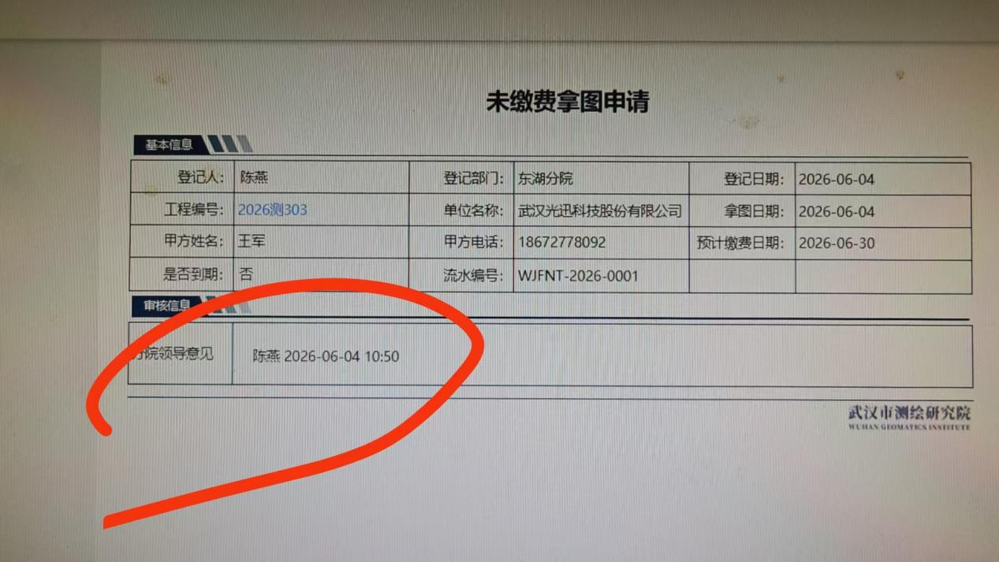 未缴费拿图申请
基本信息
登记人: 陈燕 登记部门: 东湖分院 登记日期: 2026-06-04
工程编号: 2026测303 单位名称: 武汉光迅科技股份有限公司 拿图日期: 2026-06-04
甲方姓名: 王军 甲方电话: 18672778092 预计缴费日期: 2026-06-30
是否到期: 否 流水编号: WJFNT-2026-0001
审核信息
分院领导意见 陈燕 2026-06-04 10:50
武汉市测绘研究院
WUHAN GEOMATICS INSTITUTE